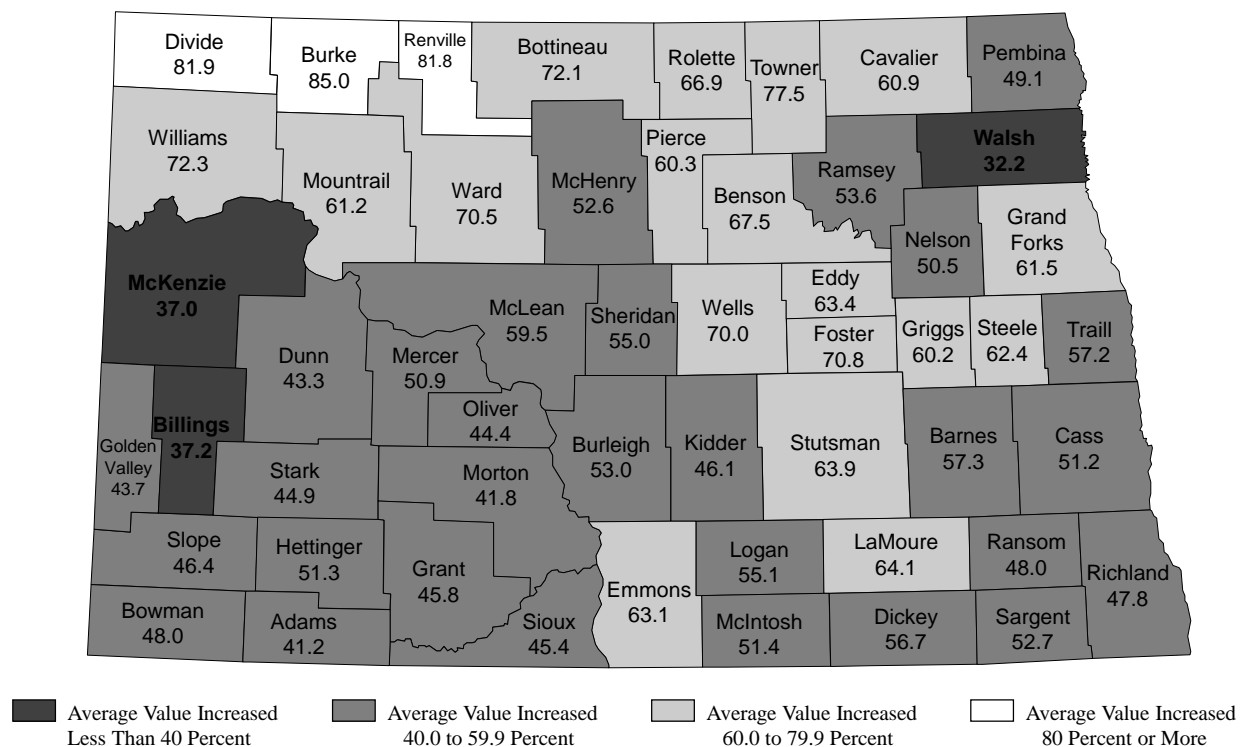 Divide
81.9
Burke
85.0
Renville
81.8
Bottineau
72.1
Rolette
66.9
Towner
77.5
Cavalier
60.9
Pembina
49.1
Williams
72.3
Mountrail
61.2
Ward
70.5
McHenry
52.6
Pierce
60.3
Benson
67.5
Ramsey
53.6
Walsh
32.2
Nelson
50.5
Grand
Forks
61.5
McKenzie
37.0
Dunn
43.3
Mercer
50.9
McLean
59.5
Sheridan
55.0
Wells
70.0
Eddy
63.4
Foster
70.8
Griggs
60.2
Steele
62.4
Traill
57.2
Golden
Valley
43.7
Billings
37.2
Stark
44.9
Oliver
44.4
Morton
41.8
Burleigh
53.0
Kidder
46.1
Stutsman
63.9
Barnes
57.3
Cass
51.2
Slope
46.4
Hettinger
51.3
Grant
45.8
Emmons
63.1
Logan
55.1
LaMoure
64.1
Ransom
48.0
Richland
47.8
Bowman
48.0
Adams
41.2
Sioux
45.4
McIntosh
51.4
Dickey
56.7
Sargent
52.7
Average Value Increased
Less Than 40 Percent
Average Value Increased
40.0 to 59.9 Percent
Average Value Increased
60.0 to 79.9 Percent
Average Value Increased
80 Percent or More